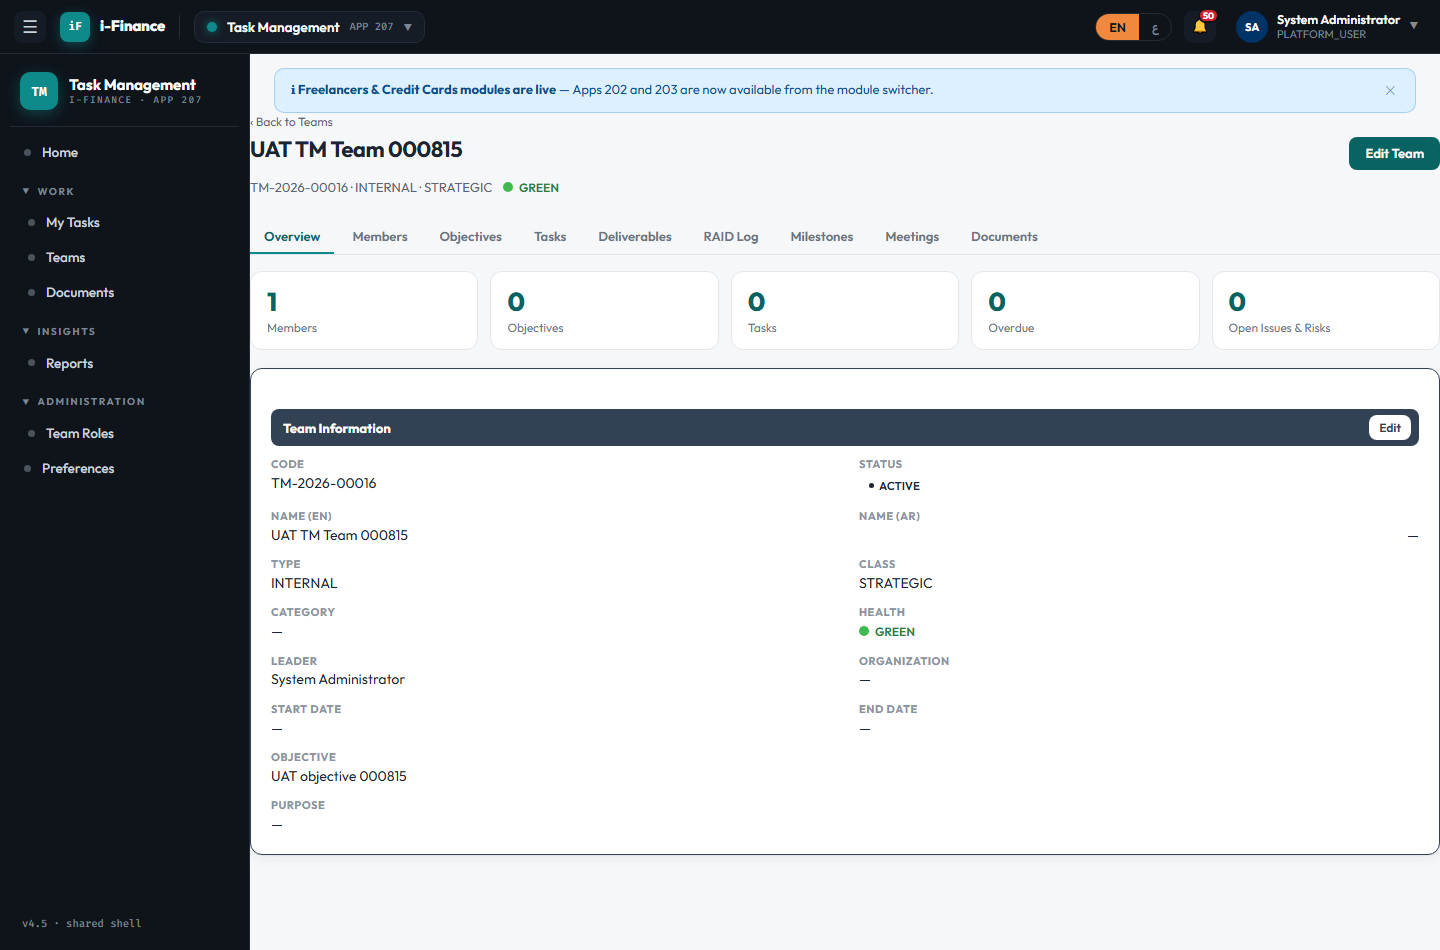 ☰ iF i-Finance Task Management APP 207 ▼ EN ع 50 SA System Administrator ▼
PLATFORM_USER
TM Task Management
I-FINANCE · APP 207
Home
▼ WORK
My Tasks
Teams
Documents
▼ INSIGHTS
Reports
▼ ADMINISTRATION
Team Roles
Preferences
v4.5 · shared shell
ℹ Freelancers & Credit Cards modules are live — Apps 202 and 203 are now available from the module switcher. ×
‹ Back to Teams
UAT TM Team 000815
Edit Team
TM-2026-00016 · INTERNAL · STRATEGIC GREEN
Overview Members Objectives Tasks Deliverables RAID Log Milestones Meetings Documents
1
Members
0
Objectives
0
Tasks
0
Overdue
0
Open Issues & Risks
Team Information Edit
CODE
TM-2026-00016
STATUS
• ACTIVE
NAME (EN)
UAT TM Team 000815
NAME (AR)
—
TYPE
INTERNAL
CLASS
STRATEGIC
CATEGORY
—
HEALTH
GREEN
LEADER
System Administrator
ORGANIZATION
—
START DATE
—
END DATE
—
OBJECTIVE
UAT objective 000815
PURPOSE
—